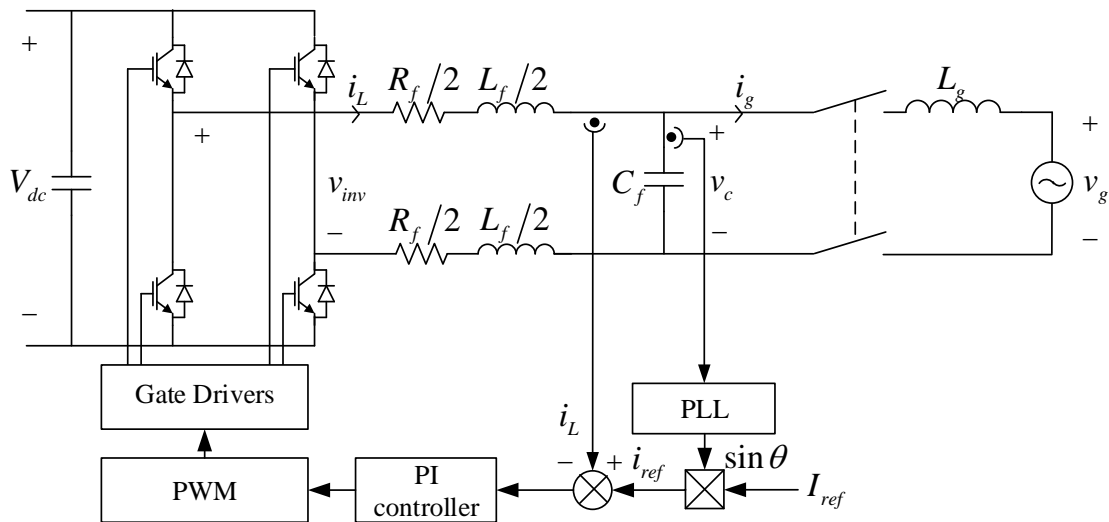 +
R_f/2
L_f/2
i_L
i_g
L_g
+
+
+
V_dc
v_inv
C_f
v_c
v_g
−
R_f/2
L_f/2
−
−
−
Gate Drivers
PLL
i_L
sin θ
−
+
i_ref
PWM
PI
controller
I_ref